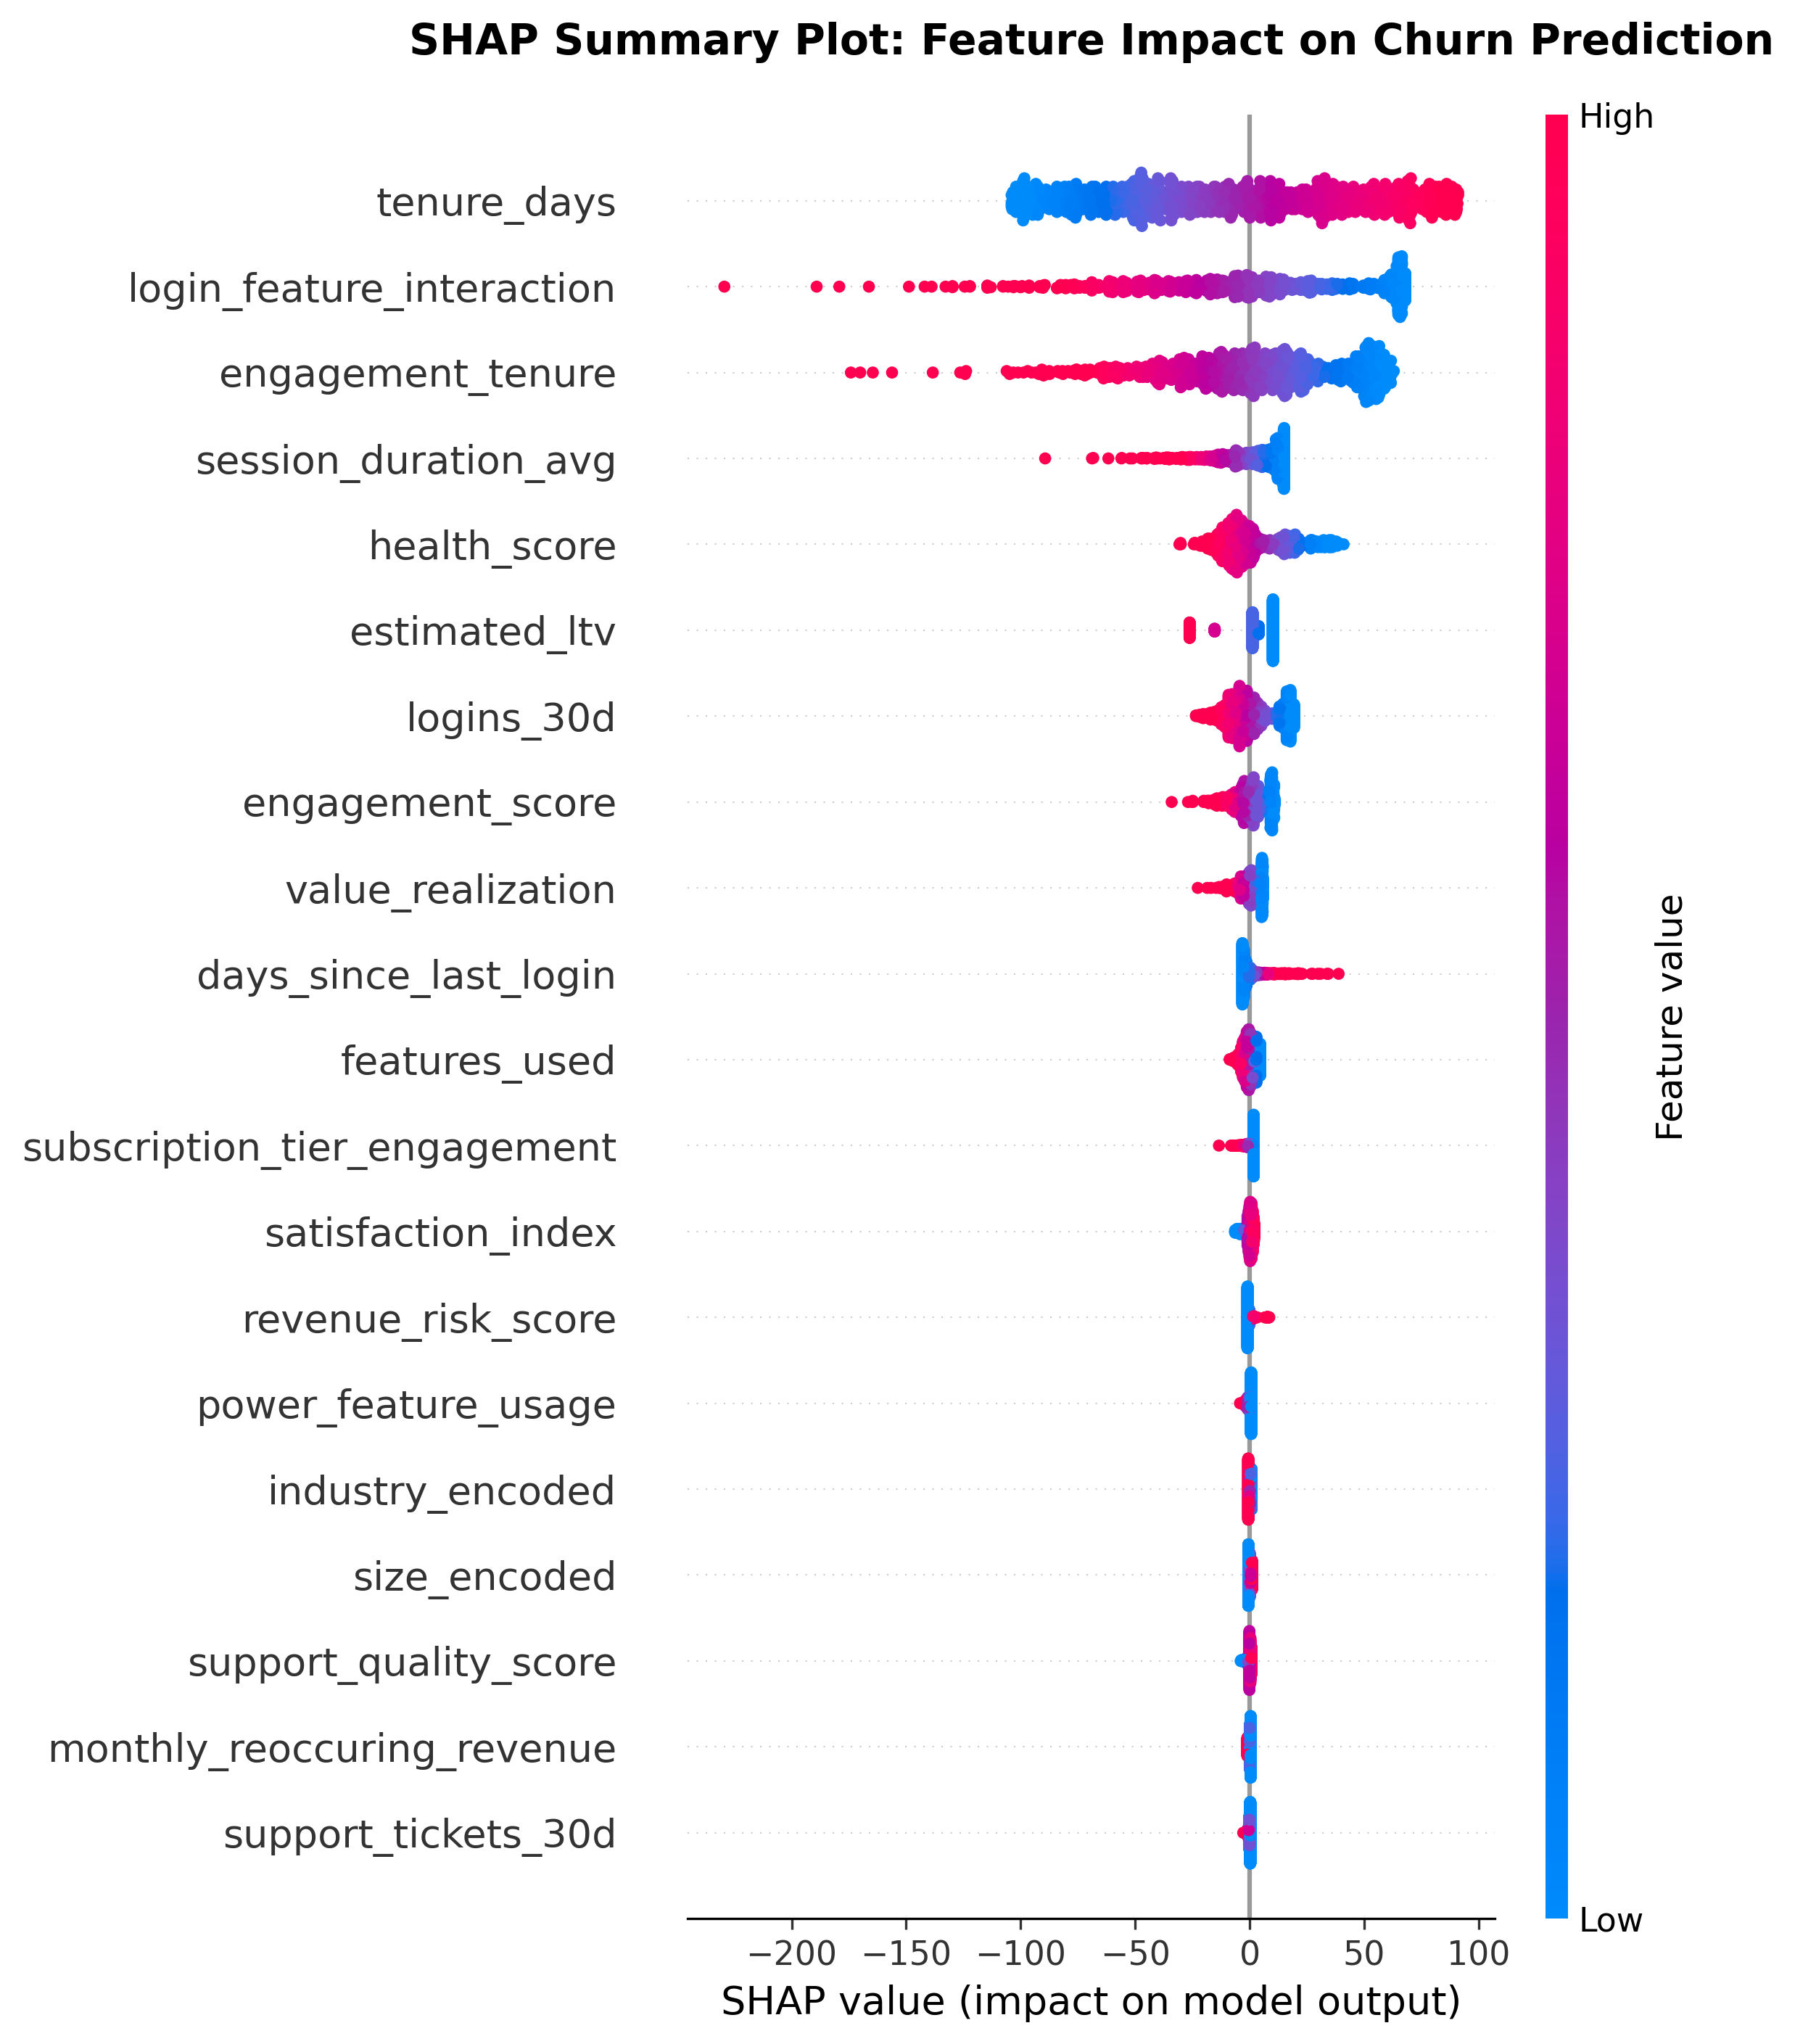 SHAP Summary Plot: Feature Impact on Churn Prediction
High
tenure_days
login_feature_interaction
engagement_tenure
session_duration_avg
health_score
estimated_ltv
logins_30d
engagement_score
value_realization
days_since_last_login
features_used
subscription_tier_engagement
satisfaction_index
revenue_risk_score
power_feature_usage
industry_encoded
size_encoded
support_quality_score
monthly_reoccuring_revenue
support_tickets_30d
Feature value
Low
−200 −150 −100 −50 0 50 100
SHAP value (impact on model output)